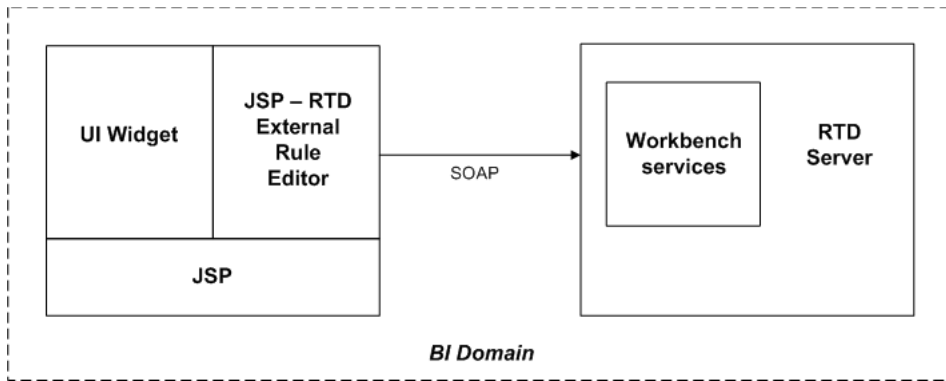 UI Widget
JSP – RTD
External
Rule
Editor
JSP
SOAP
Workbench
services
RTD
Server
BI Domain